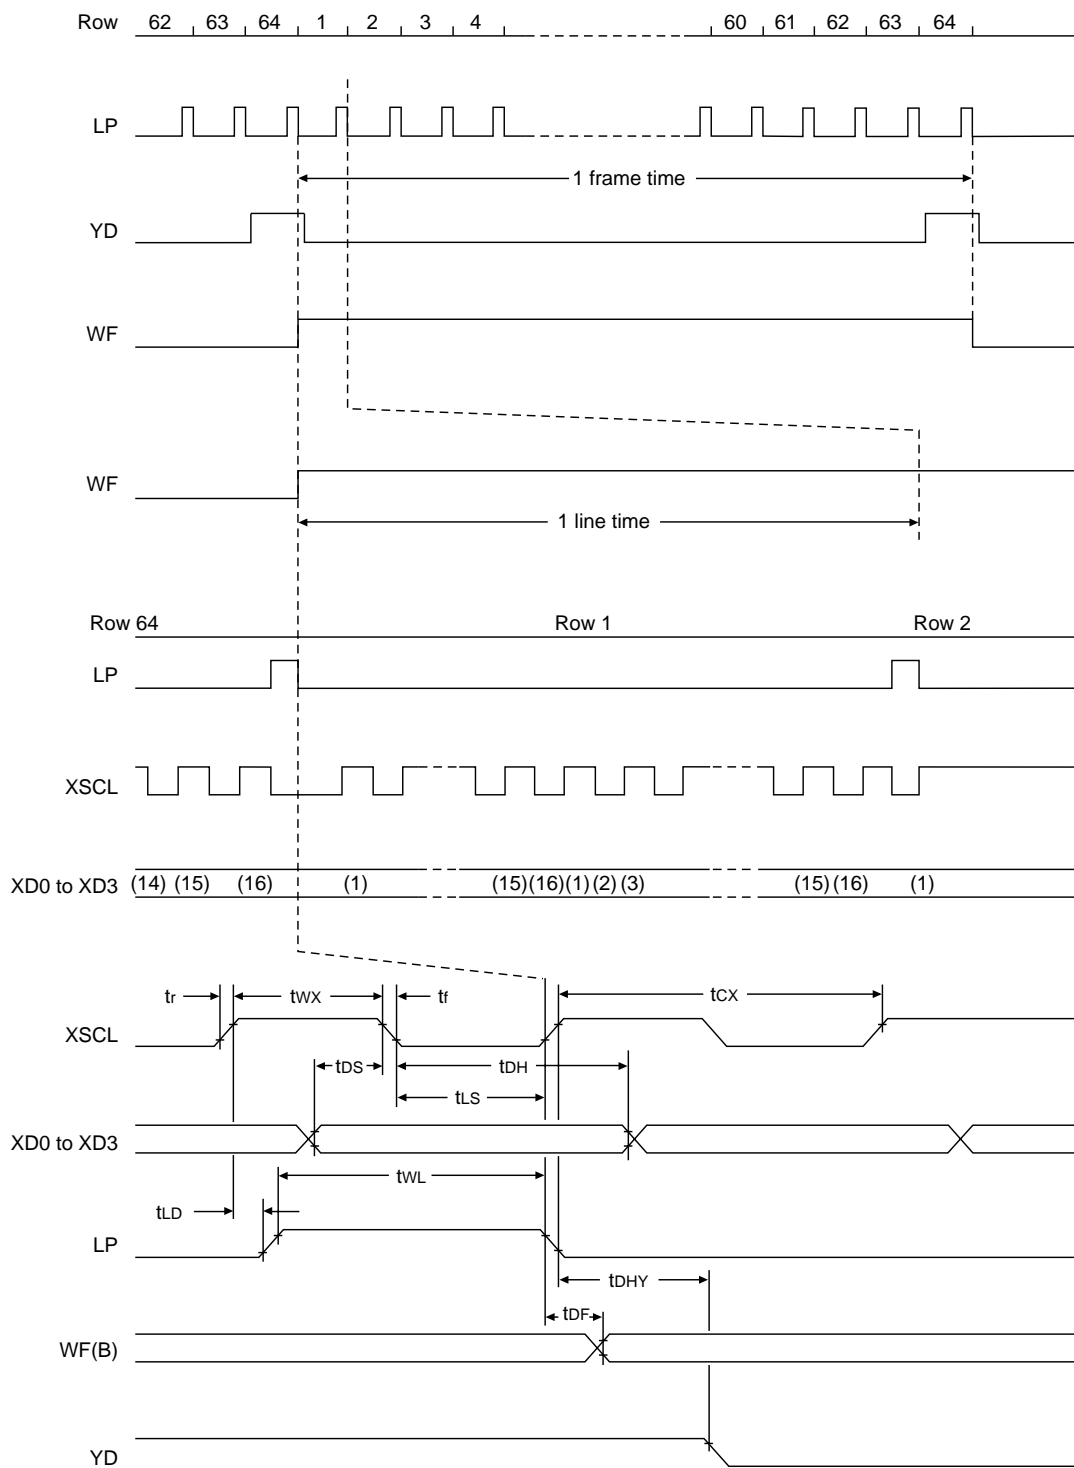 Row 62 63 64 1 2 3 4 60 61 62 63 64
LP
1 frame time
YD
WF
WF
1 line time
Row 64 Row 1 Row 2
LP
XSCL
XD0 to XD3 (14) (15) (16) (1) (15) (16) (1) (2) (3) (15) (16) (1)
tr tWX tf tCX
XSCL
tDS tDH
tLS
XD0 to XD3
tWL
tLD
LP
tDHY
tDF
WF(B)
YD